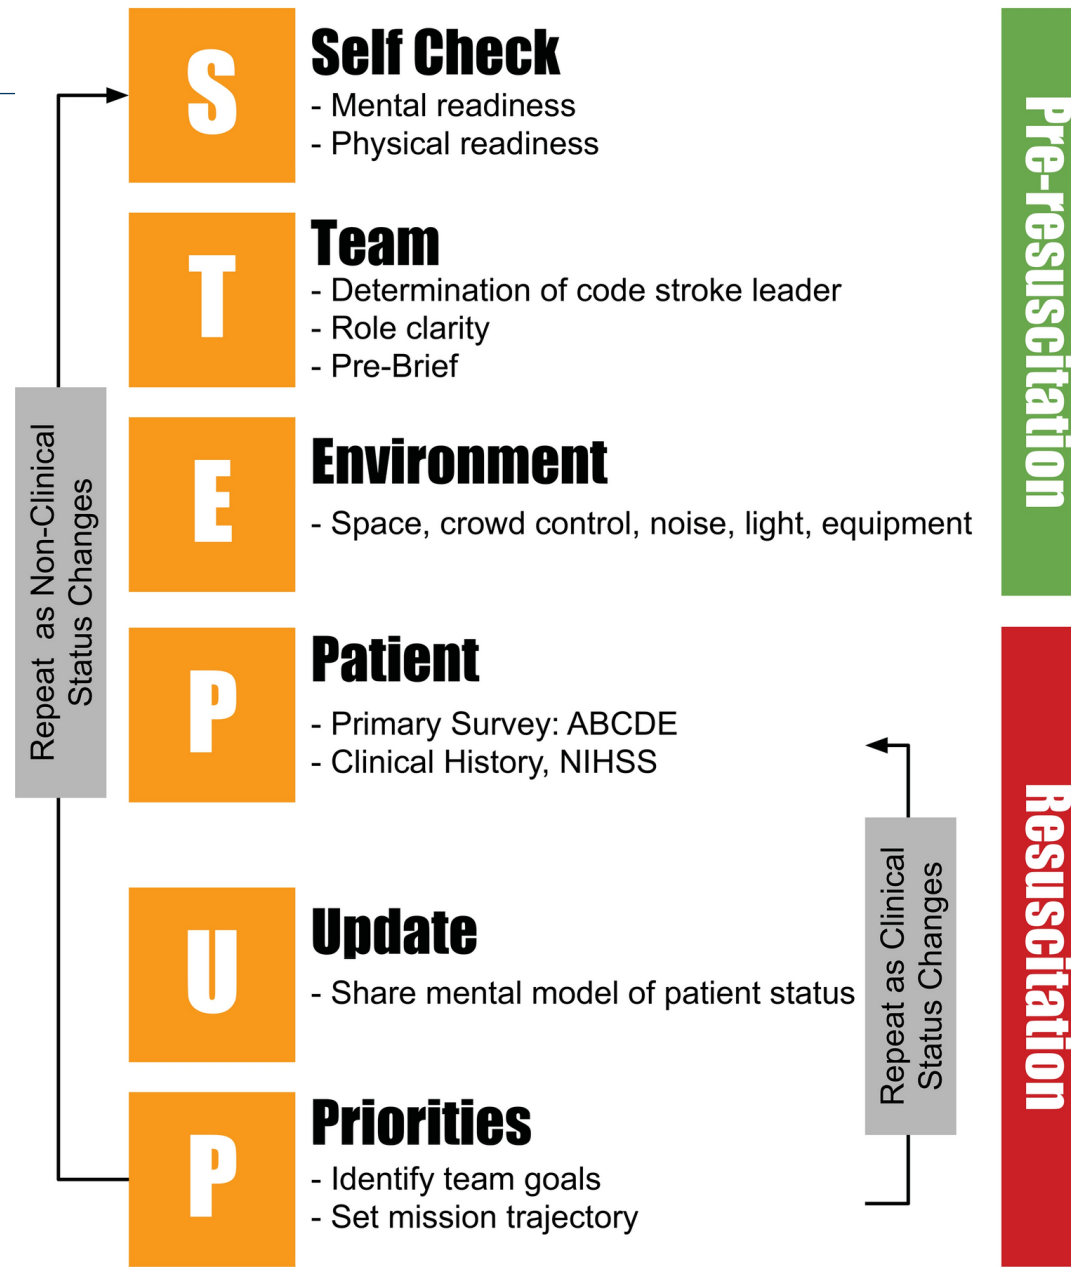 S
Self Check
- Mental readiness
- Physical readiness
T
Team
- Determination of code stroke leader
- Role clarity
- Pre-Brief
E
Environment
- Space, crowd control, noise, light, equipment
Pre-resuscitation
Repeat as Non-Clinical
Status Changes
P
Patient
- Primary Survey: ABCDE
- Clinical History, NIHSS
U
Update
- Share mental model of patient status
P
Priorities
- Identify team goals
- Set mission trajectory
Repeat as Clinical
Status Changes
Resuscitation